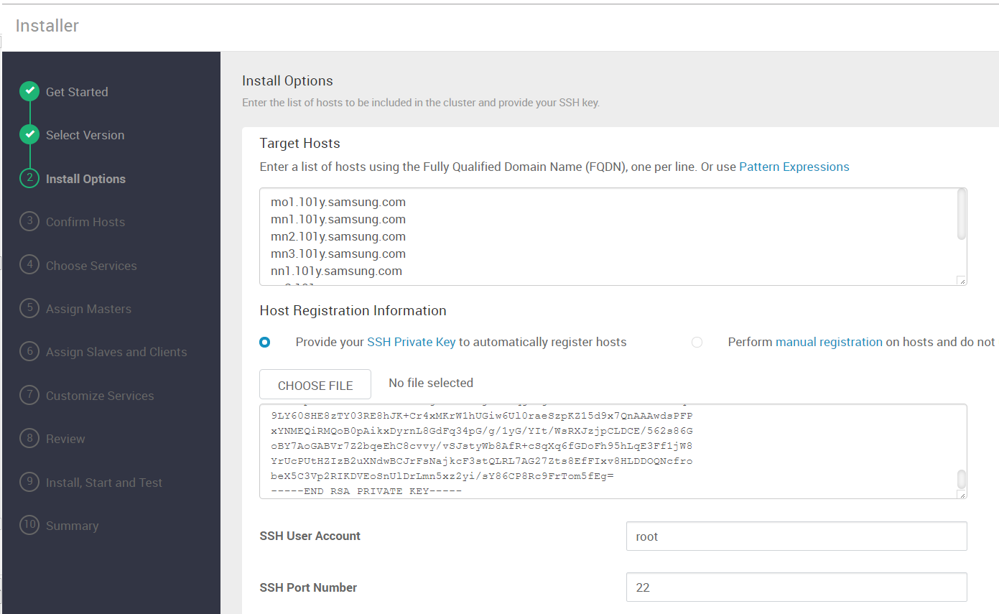 Installer
Get Started
Select Version
2 Install Options
3 Confirm Hosts
4 Choose Services
5 Assign Masters
6 Assign Slaves and Clients
7 Customize Services
8 Review
9 Install, Start and Test
10 Summary
Install Options
Enter the list of hosts to be included in the cluster and provide your SSH key.
Target Hosts
Enter a list of hosts using the Fully Qualified Domain Name (FQDN), one per line. Or use Pattern Expressions
mo1.101y.samsung.com
mn1.101y.samsung.com
mn2.101y.samsung.com
mn3.101y.samsung.com
nn1.101y.samsung.com
Host Registration Information
Provide your SSH Private Key to automatically register hosts
Perform manual registration on hosts and do not
CHOOSE FILE No file selected
9LY60SHE8zTY03RE8hJK+Cr4xMKrW1hUGiw6Ul0raeSzpKZ15d9x7QnAAAwdsPFP
xYNMEQiRMQoB0pAikxDyrnL8GdFq34pG/g/1yG/YIt/WsRXJzjpCLDCE/562s86G
oBY7AoGABVr7Z2bqeEhC8cvvy/vSJstyWb8AfR+cSqXq6fGDoFh95hLqE3Ff1jW8
YrUcPUtHZIzB2uXNdwBCJrFsNajkcF3stQLRL7AG27Zts8EfFIxv8HLDDOQNcfro
beX5C3Vp2RIKDVEoSnUlDrLmn5xz2yi/sY86CP8Rc9FrTom5fEg=
-----END RSA PRIVATE KEY-----
SSH User Account
root
SSH Port Number
22